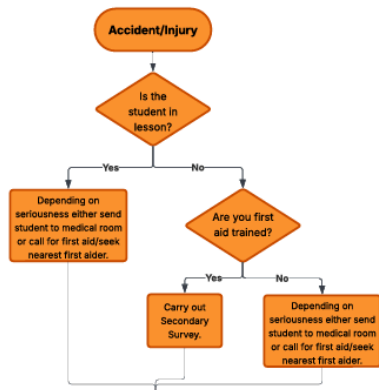 Accident/Injury
Is the
student in
lesson?
Yes
No
Depending on
seriousness either send
student to medical room
or call for first aid/seek
nearest first aider.
Are you first
aid trained?
Yes
No
Carry out
Secondary
Survey.
Depending on
seriousness either send
student to medical room
or call for first aid/seek
nearest first aider.